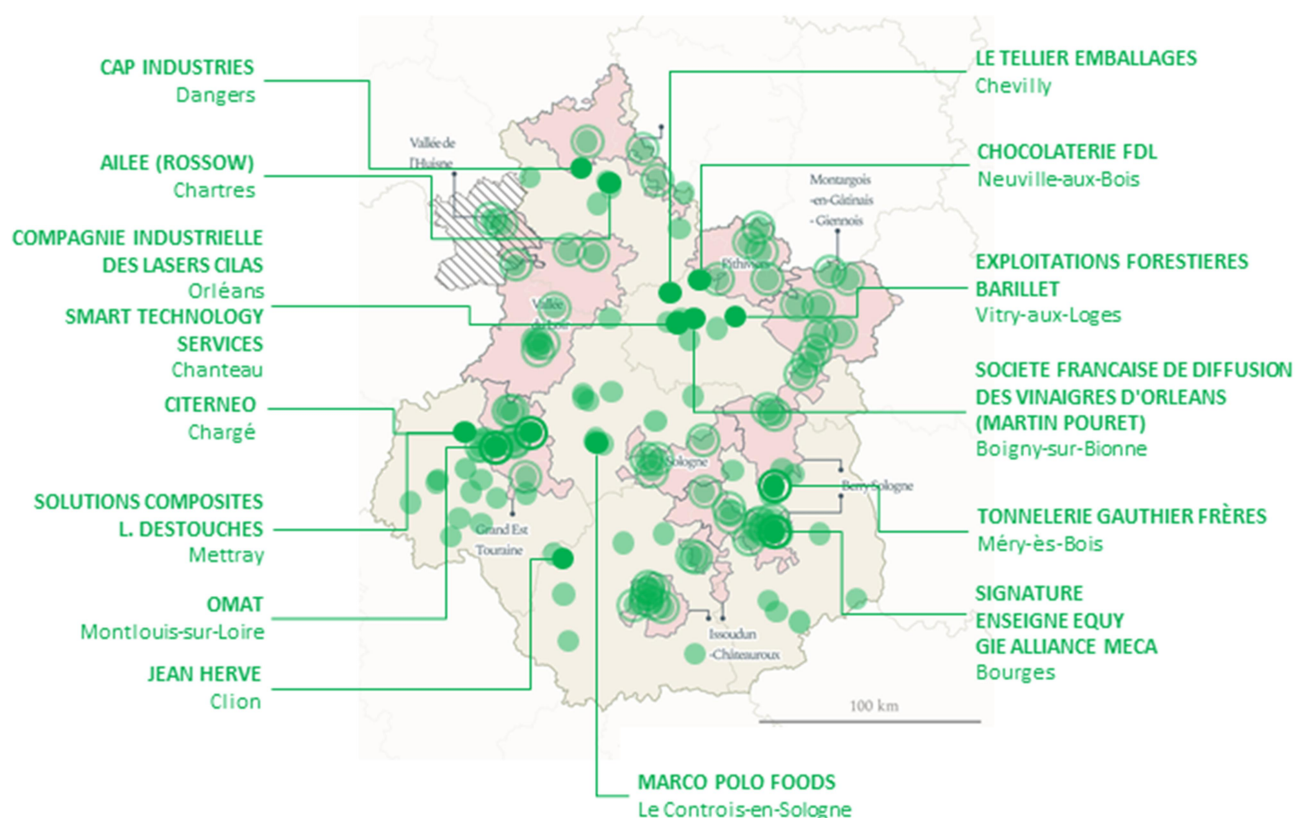 CAP INDUSTRIES
Dangers
AILEE (ROSSOW)
Chartres
COMPAGNIE INDUSTRIELLE
DES LASERS CILAS
Orléans
SMART TECHNOLOGY
SERVICES
Chanteau
CITERNEO
Chargé
SOLUTIONS COMPOSITES
L. DESTOUCHES
Mettray
OMAT
Montlouis-sur-Loire
JEAN HERVE
Clion
Vallée de
l'Huisne
Montargois
-en-Gâtinais
- Giennois
Pithiviers
Vallée
du Loir
Sologne
Berry Sologne
Grand Est
Touraine
Issoudun
-Châteauroux
100 km
LE TELLIER EMBALLAGES
Chevilly
CHOCOLATERIE FDL
Neuville-aux-Bois
EXPLOITATIONS FORESTIERES
BARILLET
Vitry-aux-Loges
SOCIETE FRANCAISE DE DIFFUSION
DES VINAIGRES D'ORLEANS
(MARTIN POURET)
Boigny-sur-Bionne
TONNELERIE GAUTHIER FRÈRES
Méry-ès-Bois
SIGNATURE
ENSEIGNE EQUY
GIE ALLIANCE MECA
Bourges
MARCO POLO FOODS
Le Controis-en-Sologne